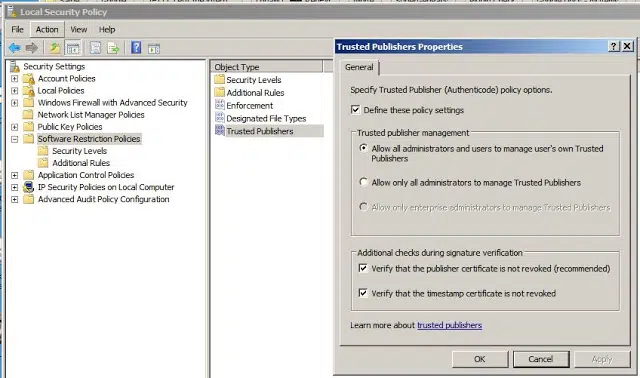 Local Security Policy
File Action View Help
Security Settings
Account Policies
Local Policies
Windows Firewall with Advanced Security
Network List Manager Policies
Public Key Policies
Software Restriction Policies
Security Levels
Additional Rules
Application Control Policies
IP Security Policies on Local Computer
Advanced Audit Policy Configuration
Object Type
Security Levels
Additional Rules
Enforcement
Designated File Types
Trusted Publishers
Trusted Publishers Properties
General
Specify Trusted Publisher (Authenticode) policy options.
Define these policy settings
Trusted publisher management
Allow all administrators and users to manage user's own Trusted
Publishers
Allow only all administrators to manage Trusted Publishers
Allow only enterprise administrators to manage Trusted Publishers
Additional checks during signature verification
Verify that the publisher certificate is not revoked (recommended)
Verify that the timestamp certificate is not revoked
Learn more about trusted publishers
OK Cancel Apply